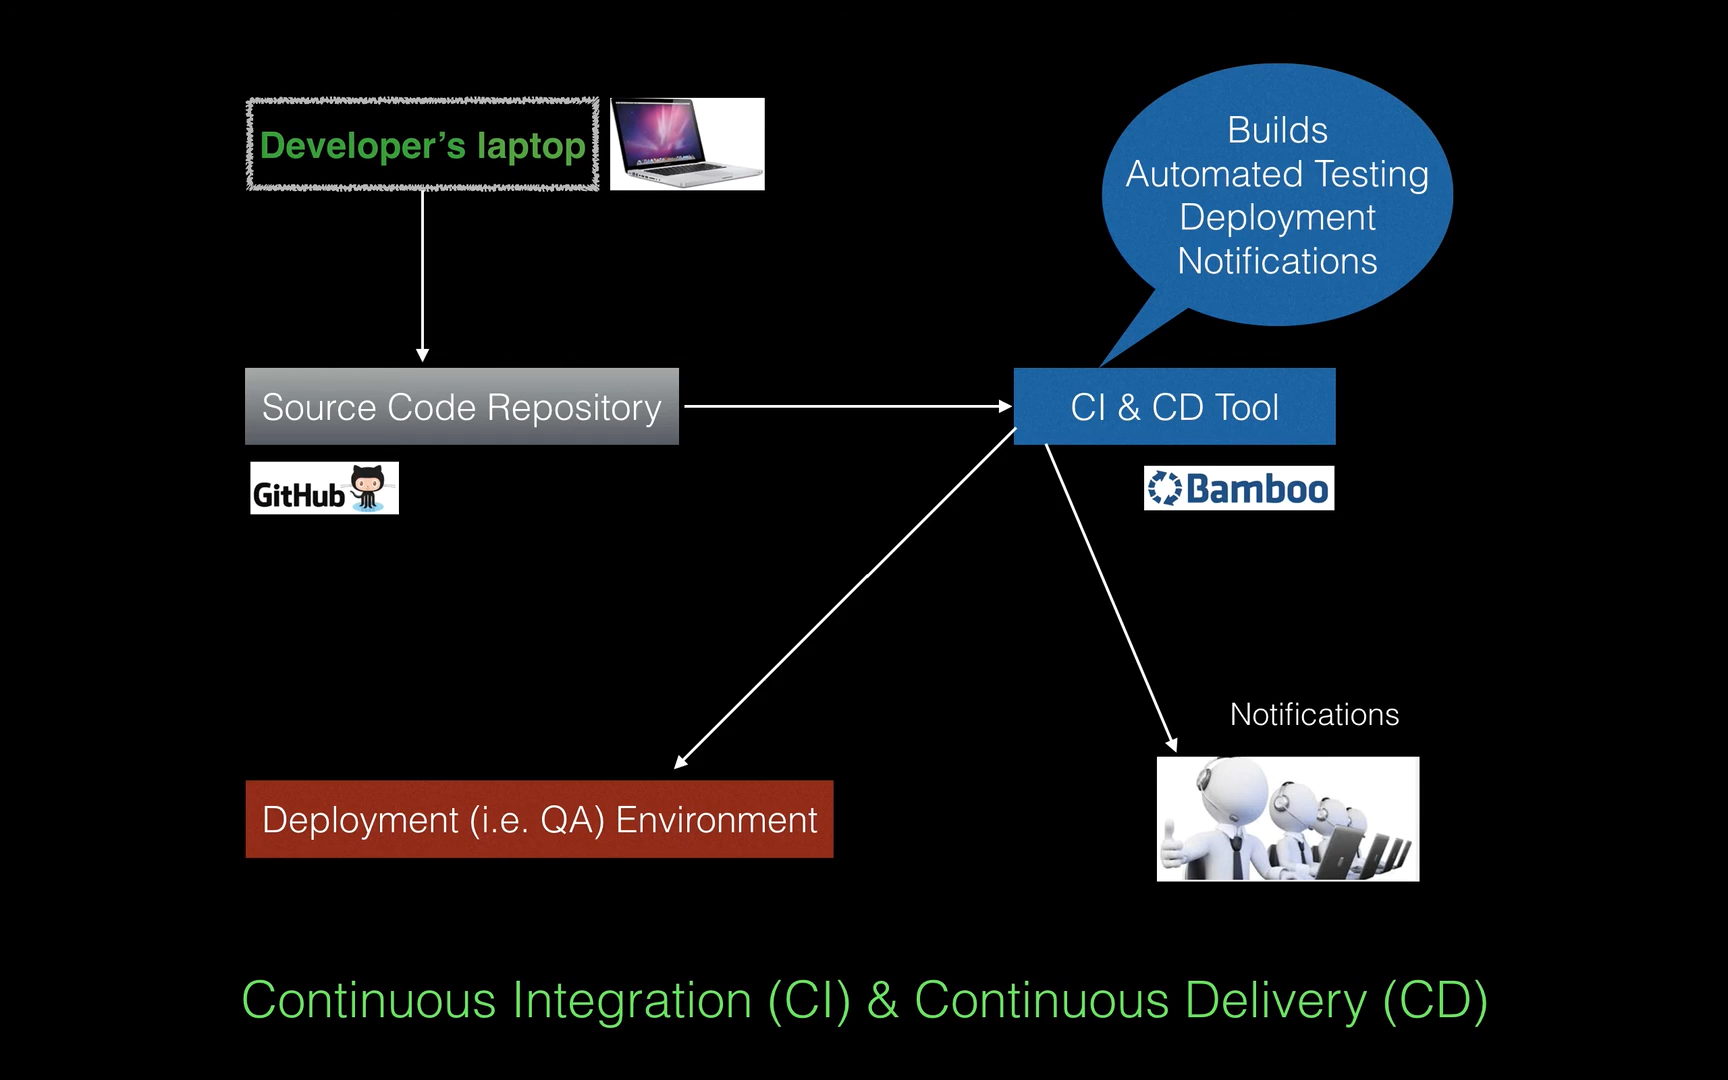 Developer’s laptop
Builds
Automated Testing
Deployment
Notifications
Source Code Repository
CI & CD Tool
GitHub
Bamboo
Notifications
Deployment (i.e. QA) Environment
Continuous Integration (CI) & Continuous Delivery (CD)